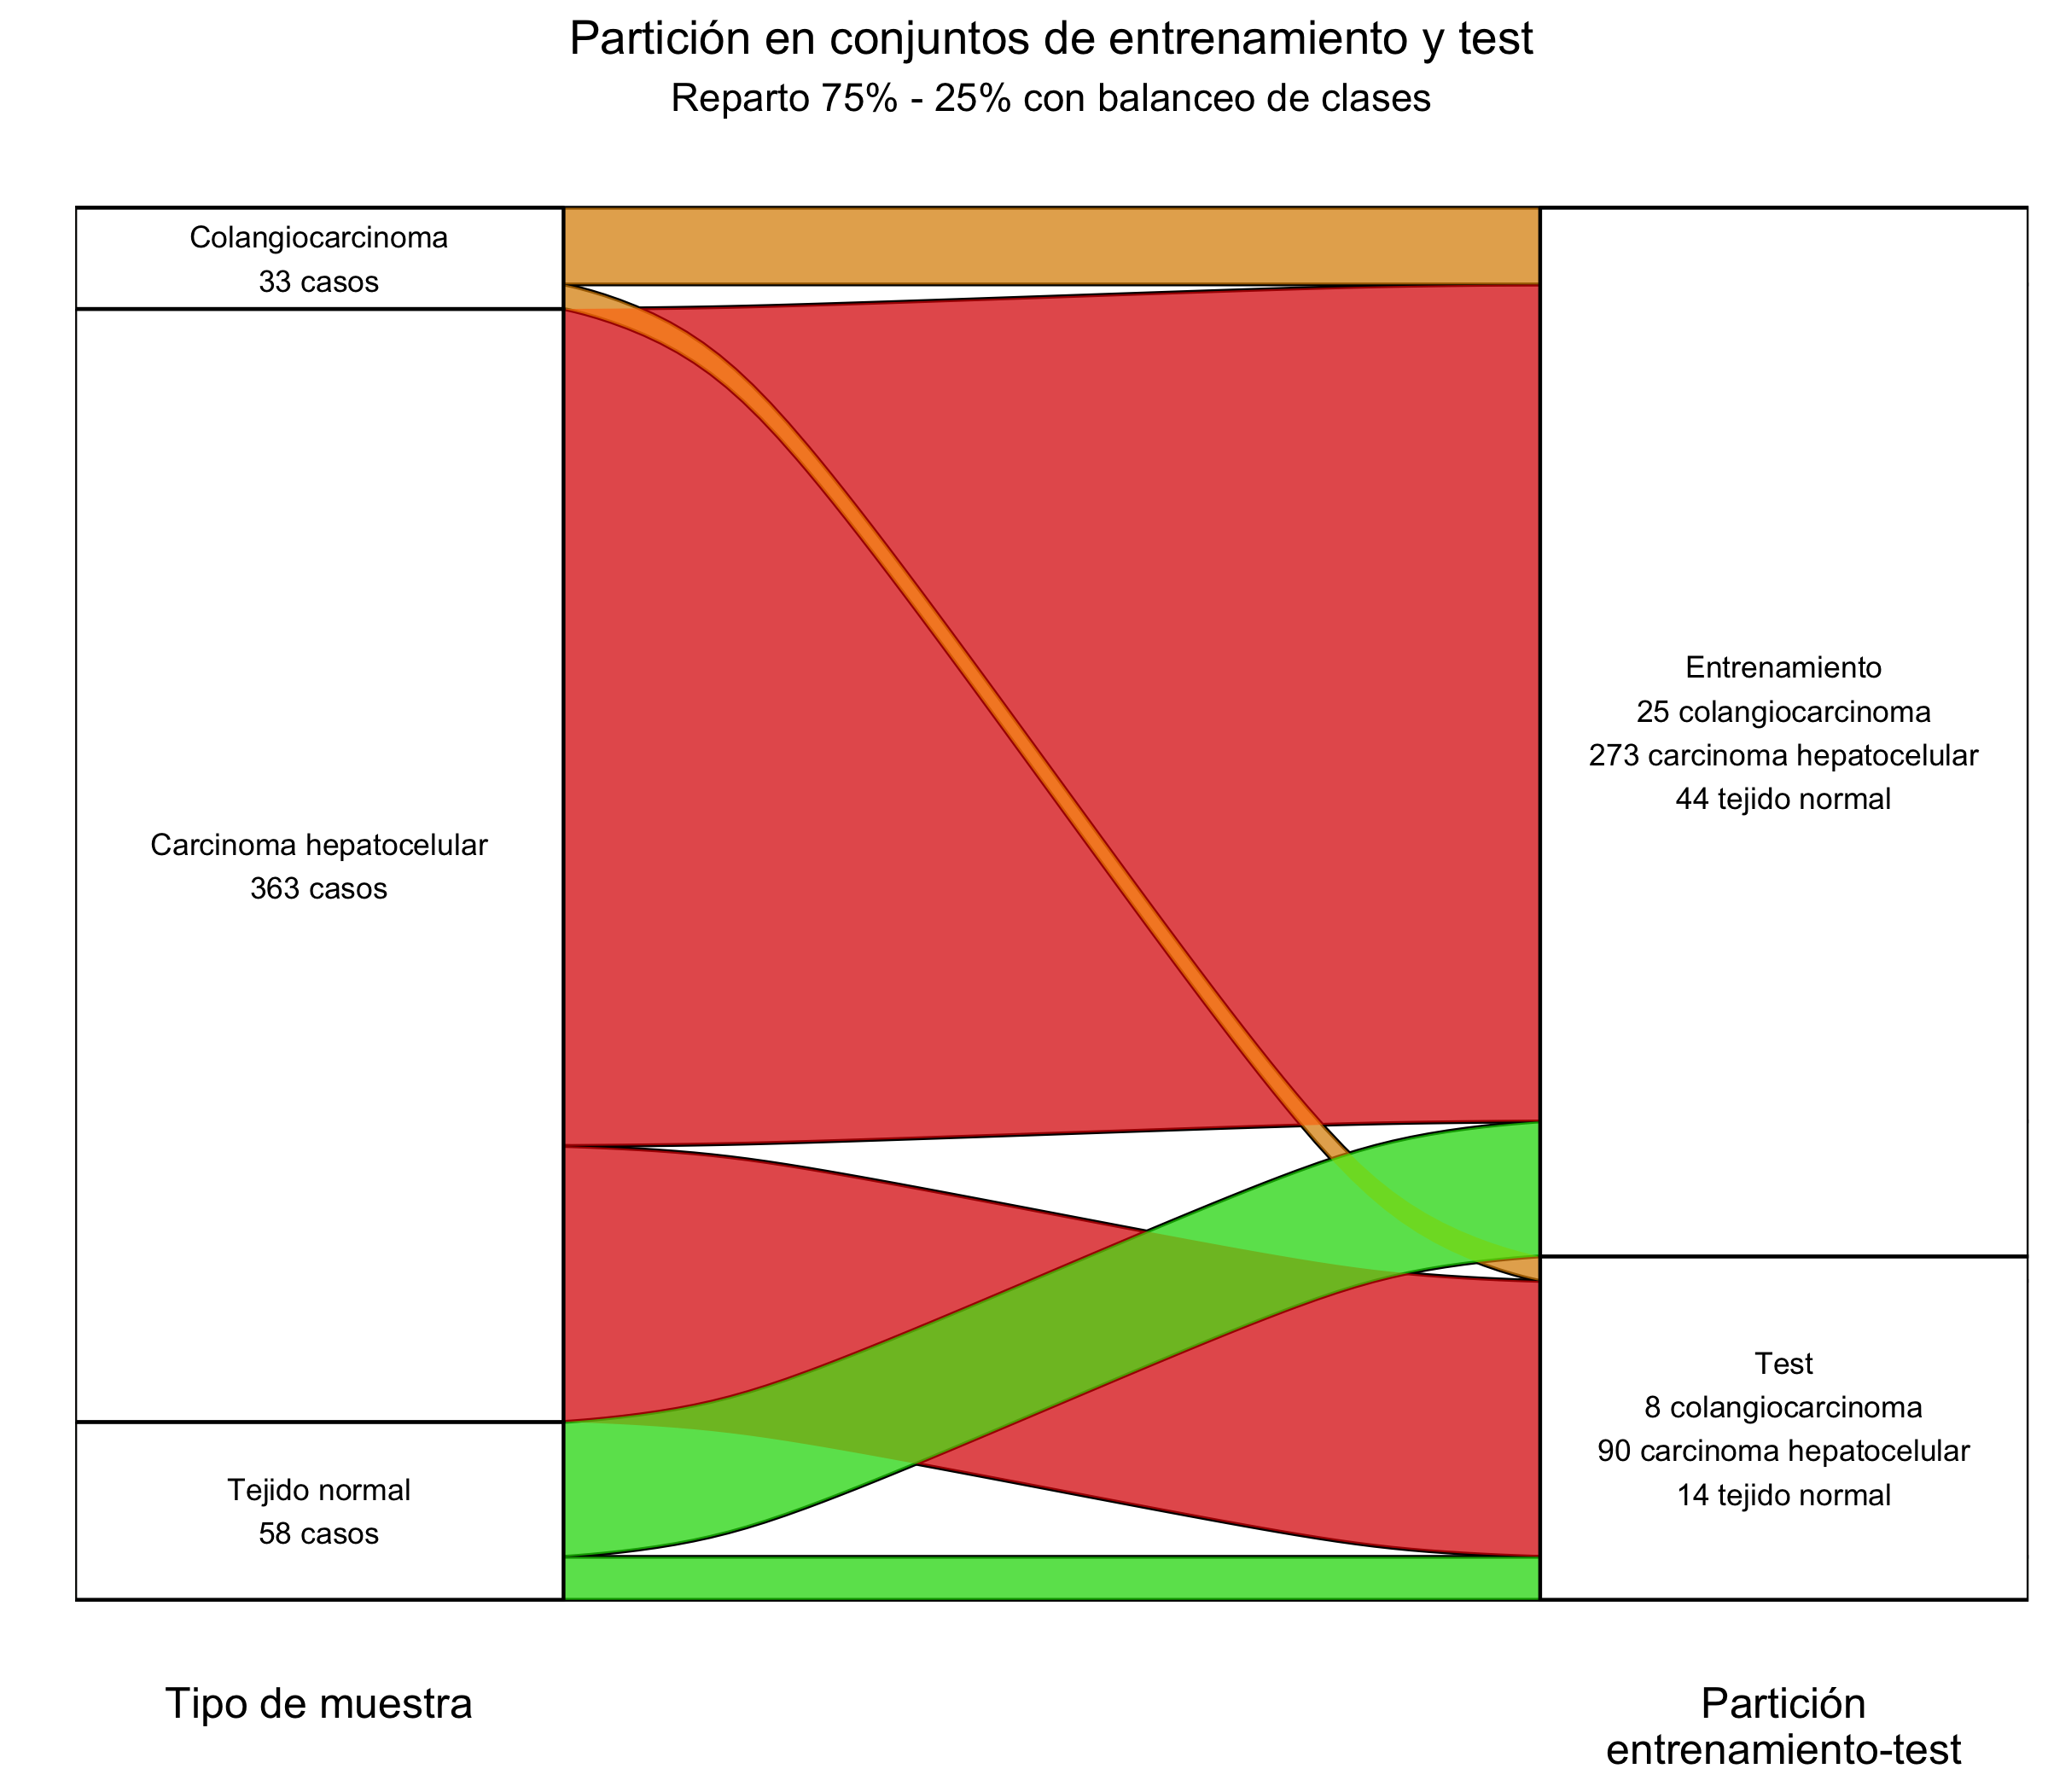 Partición en conjuntos de entrenamiento y test
Reparto 75% - 25% con balanceo de clases
Colangiocarcinoma
33 casos
Carcinoma hepatocelular
363 casos
Tejido normal
58 casos
Entrenamiento
25 colangiocarcinoma
273 carcinoma hepatocelular
44 tejido normal
Test
8 colangiocarcinoma
90 carcinoma hepatocelular
14 tejido normal
Tipo de muestra
Partición
entrenamiento-test